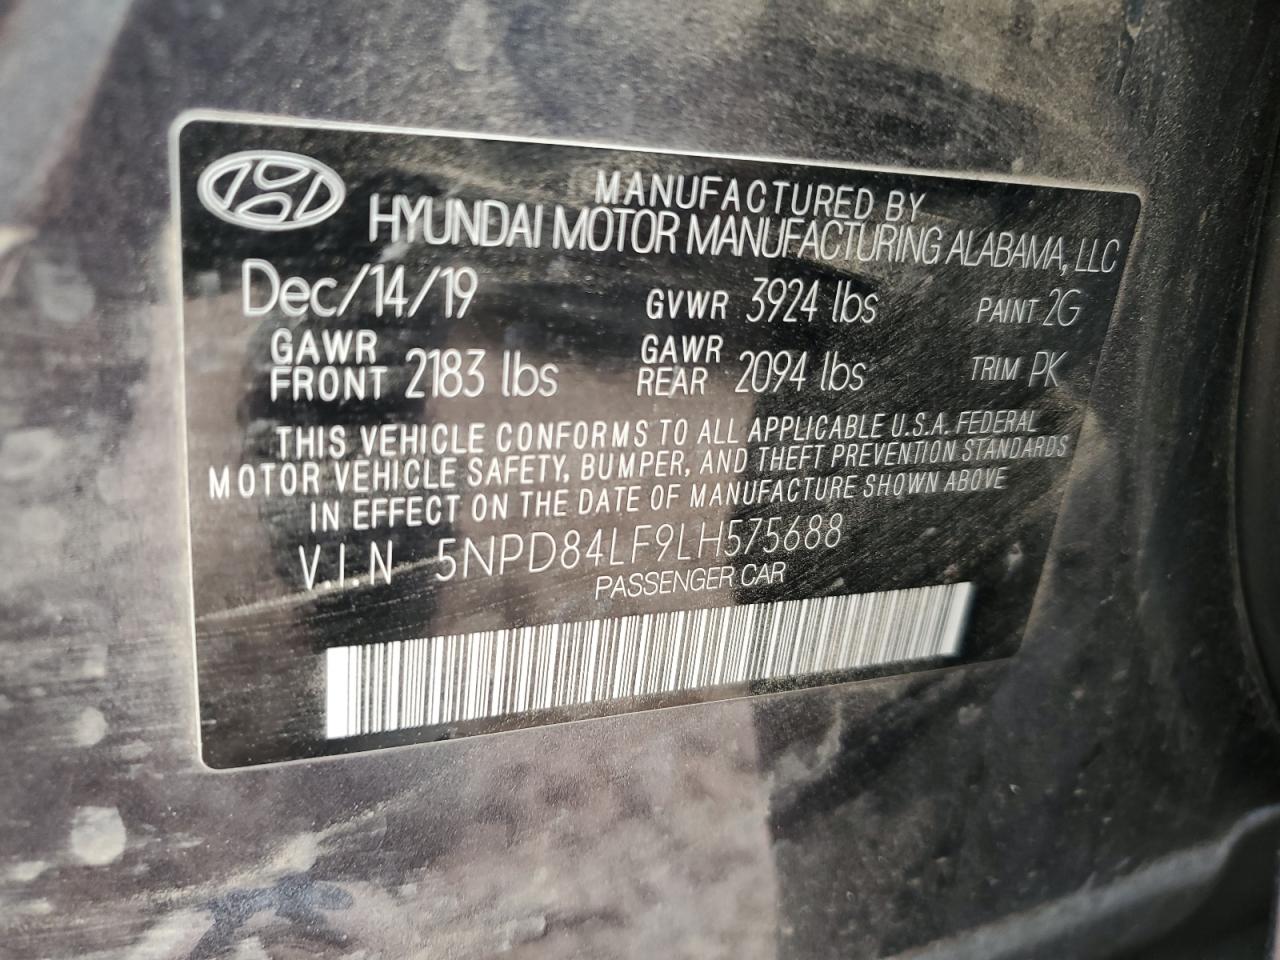 MANUFACTURED BY
HYUNDAI MOTOR MANUFACTURING ALABAMA, LLC
Dec/14/19 GVWR 3924 lbs PAINT 2G
GAWR FRONT 2183 lbs GAWR REAR 2094 lbs TRIM PK
THIS VEHICLE CONFORMS TO ALL APPLICABLE U.S.A. FEDERAL
MOTOR VEHICLE SAFETY, BUMPER, AND THEFT PREVENTION STANDARDS
IN EFFECT ON THE DATE OF MANUFACTURE SHOWN ABOVE
V.I.N 5NPD84LF9LH575688
PASSENGER CAR